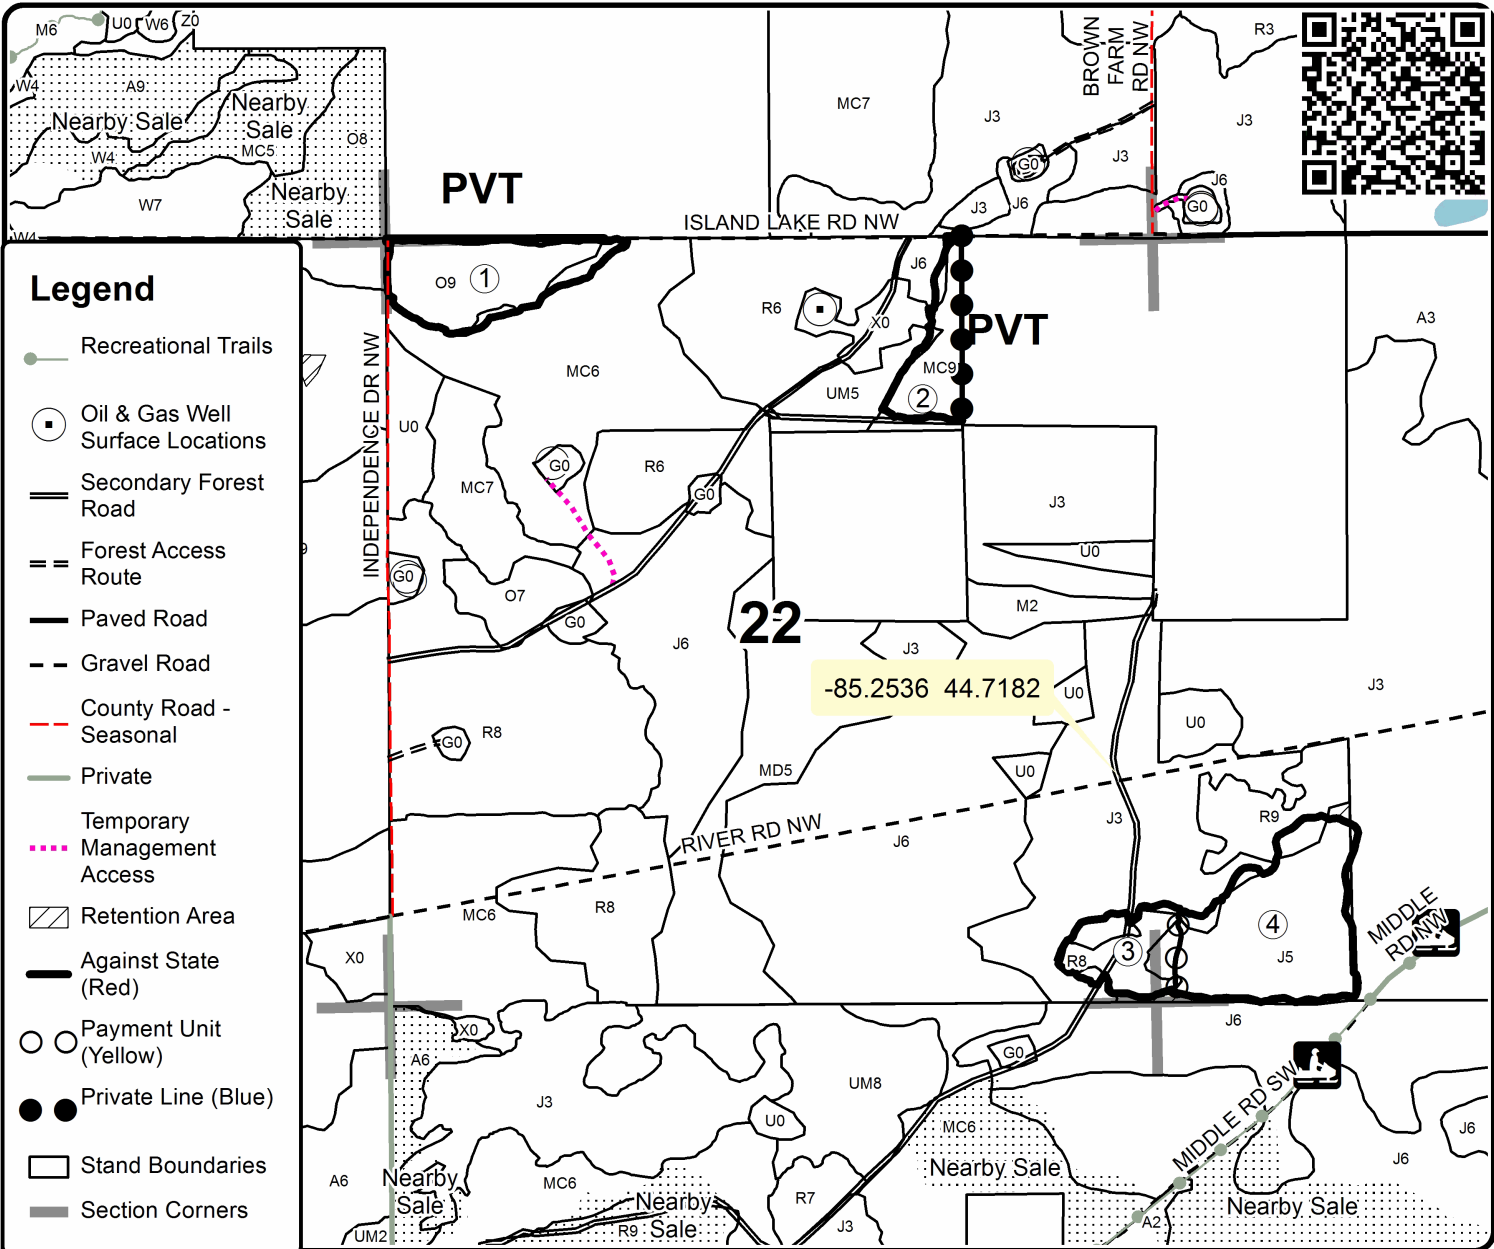 M6
U0
W6
Z0
W4
A9
Nearby Sale
Nearby
Sale
MC5
O8
W4
W7
Nearby
Sale
W4
PVT
MC7
J3
BROWN
FARM
RD NW
R3
J3
J3
G0
J6
J3
J6
G0
ISLAND LAKE RD NW
Legend
Recreational Trails
Oil & Gas Well
Surface Locations
Secondary Forest
Road
Forest Access
Route
Paved Road
Gravel Road
County Road -
Seasonal
Private
Temporary
Management
Access
Retention Area
Against State
(Red)
Payment Unit
(Yellow)
Private Line (Blue)
Stand Boundaries
Section Corners
O9
1
J6
R6
X0
PVT
A3
INDEPENDENCE DR NW
MC6
MC9
UM5
2
U0
G0
R6
MC7
G0
J3
9
U0
G0
O7
M2
G0
22
J6
J3
-85.2536 44.7182
U0
J3
U0
G0
R8
MD5
U0
J3
R9
RIVER RD NW
J6
MC6
R8
4
MIDDLE
RD NW
X0
R8
3
J5
X0
J6
A6
G0
UM8
J3
U0
MC6
MIDDLE RD SW
J6
J6
A6
Nearby
Sale
MC6
Nearby Sale
R7
Nearby
Sale
R9
J3
Nearby Sale
A2
UM2